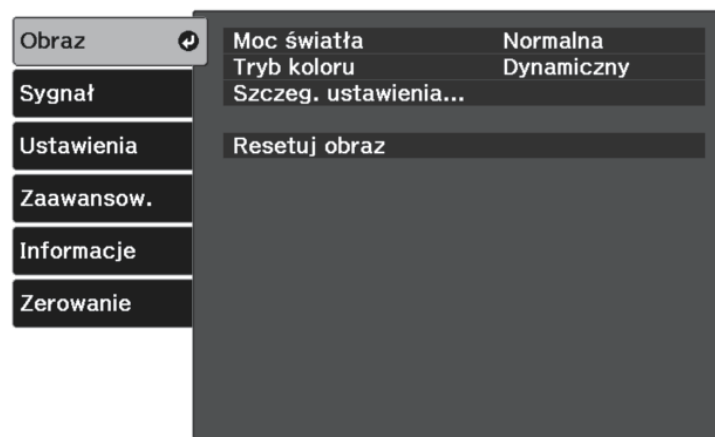 Obraz
Sygnał
Ustawienia
Zaawansow.
Informacje
Zerowanie
Moc światła Normalna
Tryb koloru Dynamiczny
Szczeg. ustawienia...
Resetuj obraz